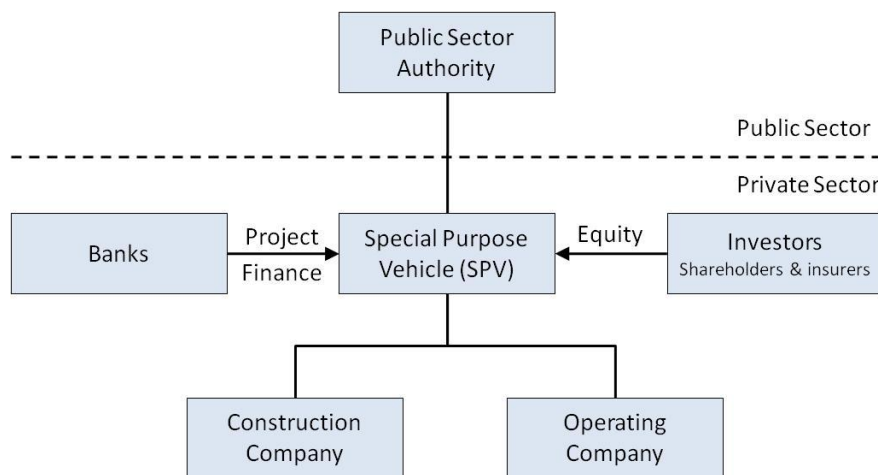 Public Sector
Authority
Public Sector
Private Sector
Banks
Project
Finance
Special Purpose
Vehicle (SPV)
Equity
Investors
Shareholders & insurers
Construction
Company
Operating
Company